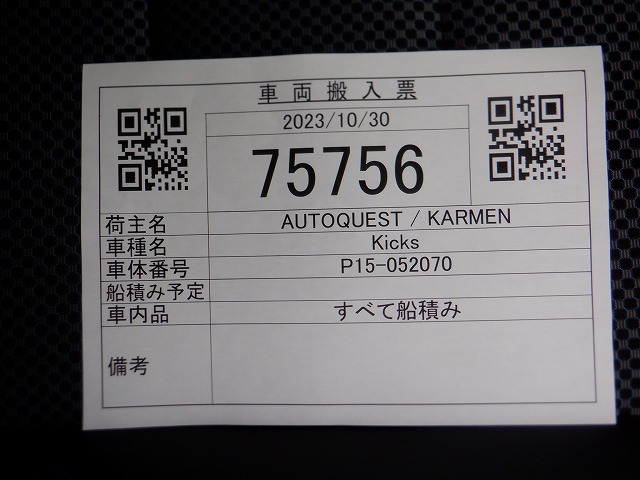 車両搬入票
2023/10/30
75756
荷主名 AUTOQUEST / KARMEN
車種名 Kicks
車体番号 P15-052070
船積み予定
車内品 すべて船積み
備考